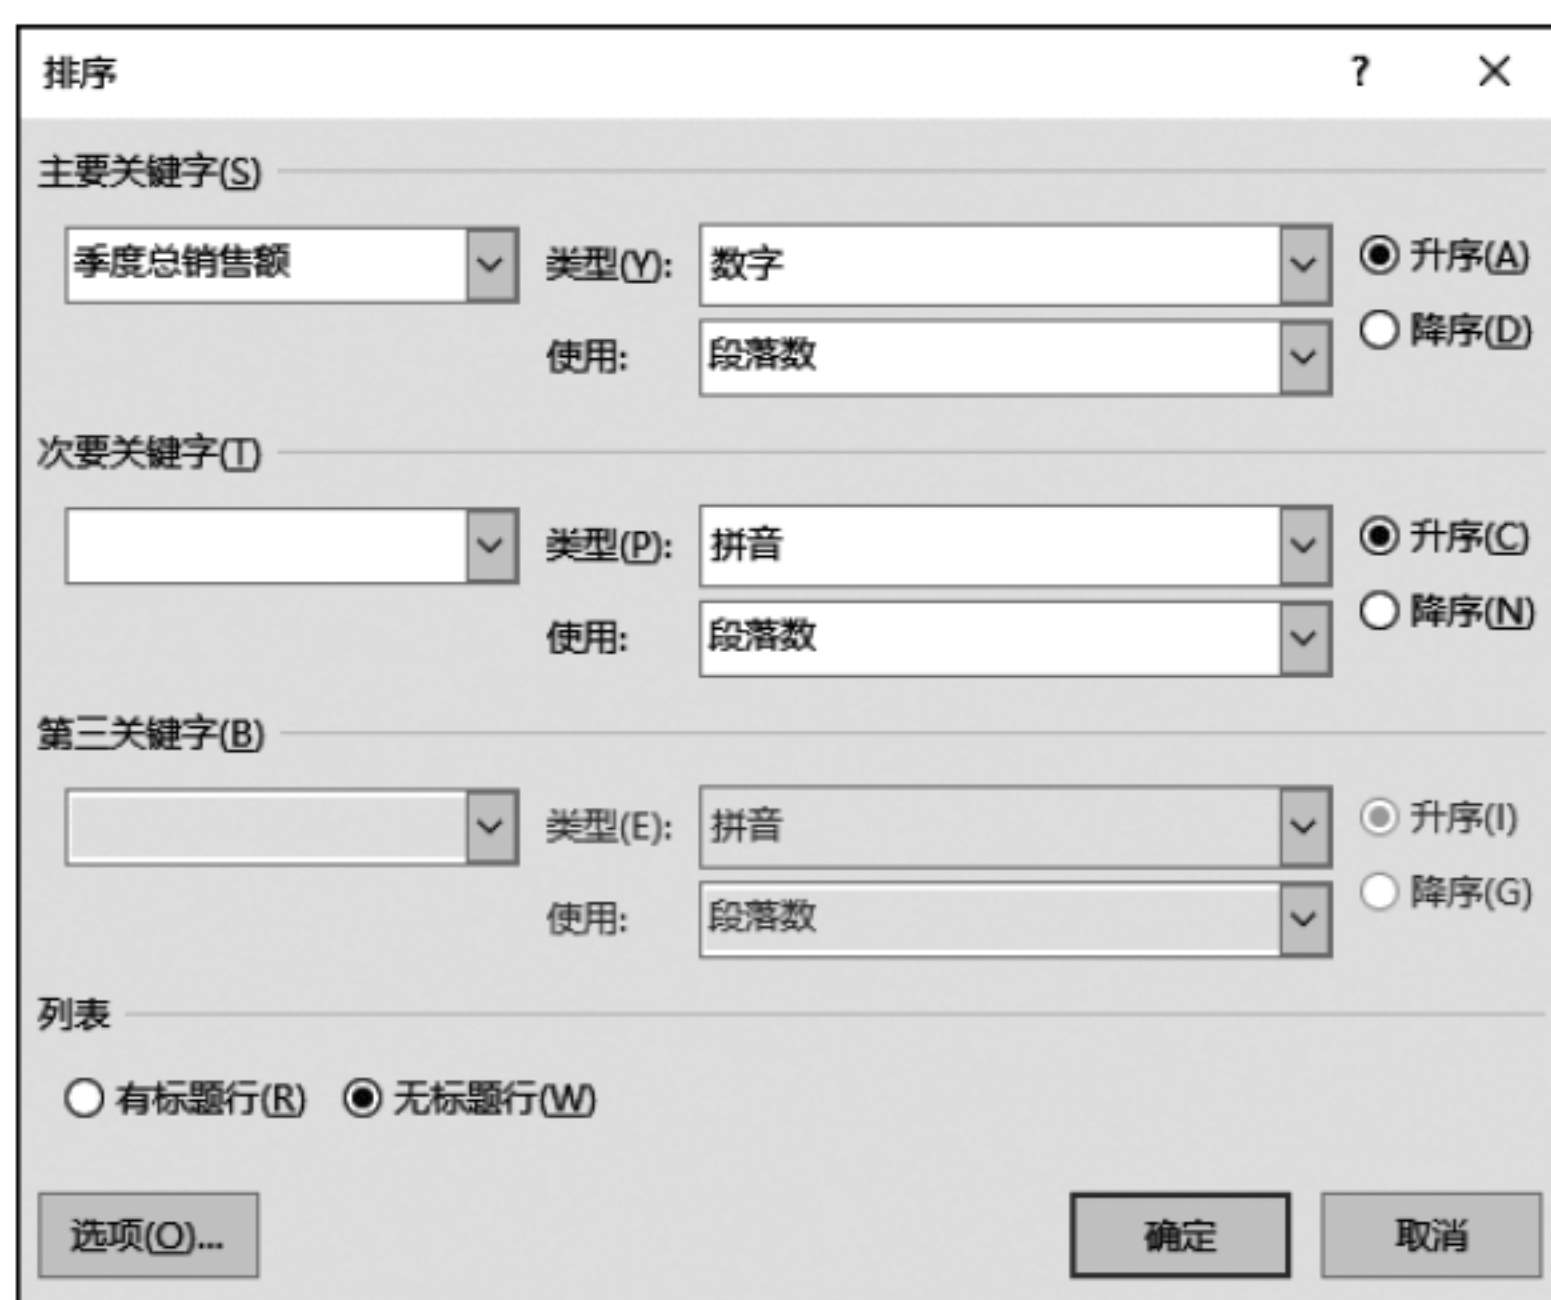 排序 ?
主要关键字(S)
季度总销售额 类型(Y): 数字 升序(A)
使用: 段落数 降序(D)
次要关键字(T)
类型(P): 拼音 升序(C)
使用: 段落数 降序(N)
第三关键字(B)
类型(E): 拼音 升序(I)
使用: 段落数 降序(G)
列表
有标题行(R) 无标题行(W)
选项(O)... 确定 取消